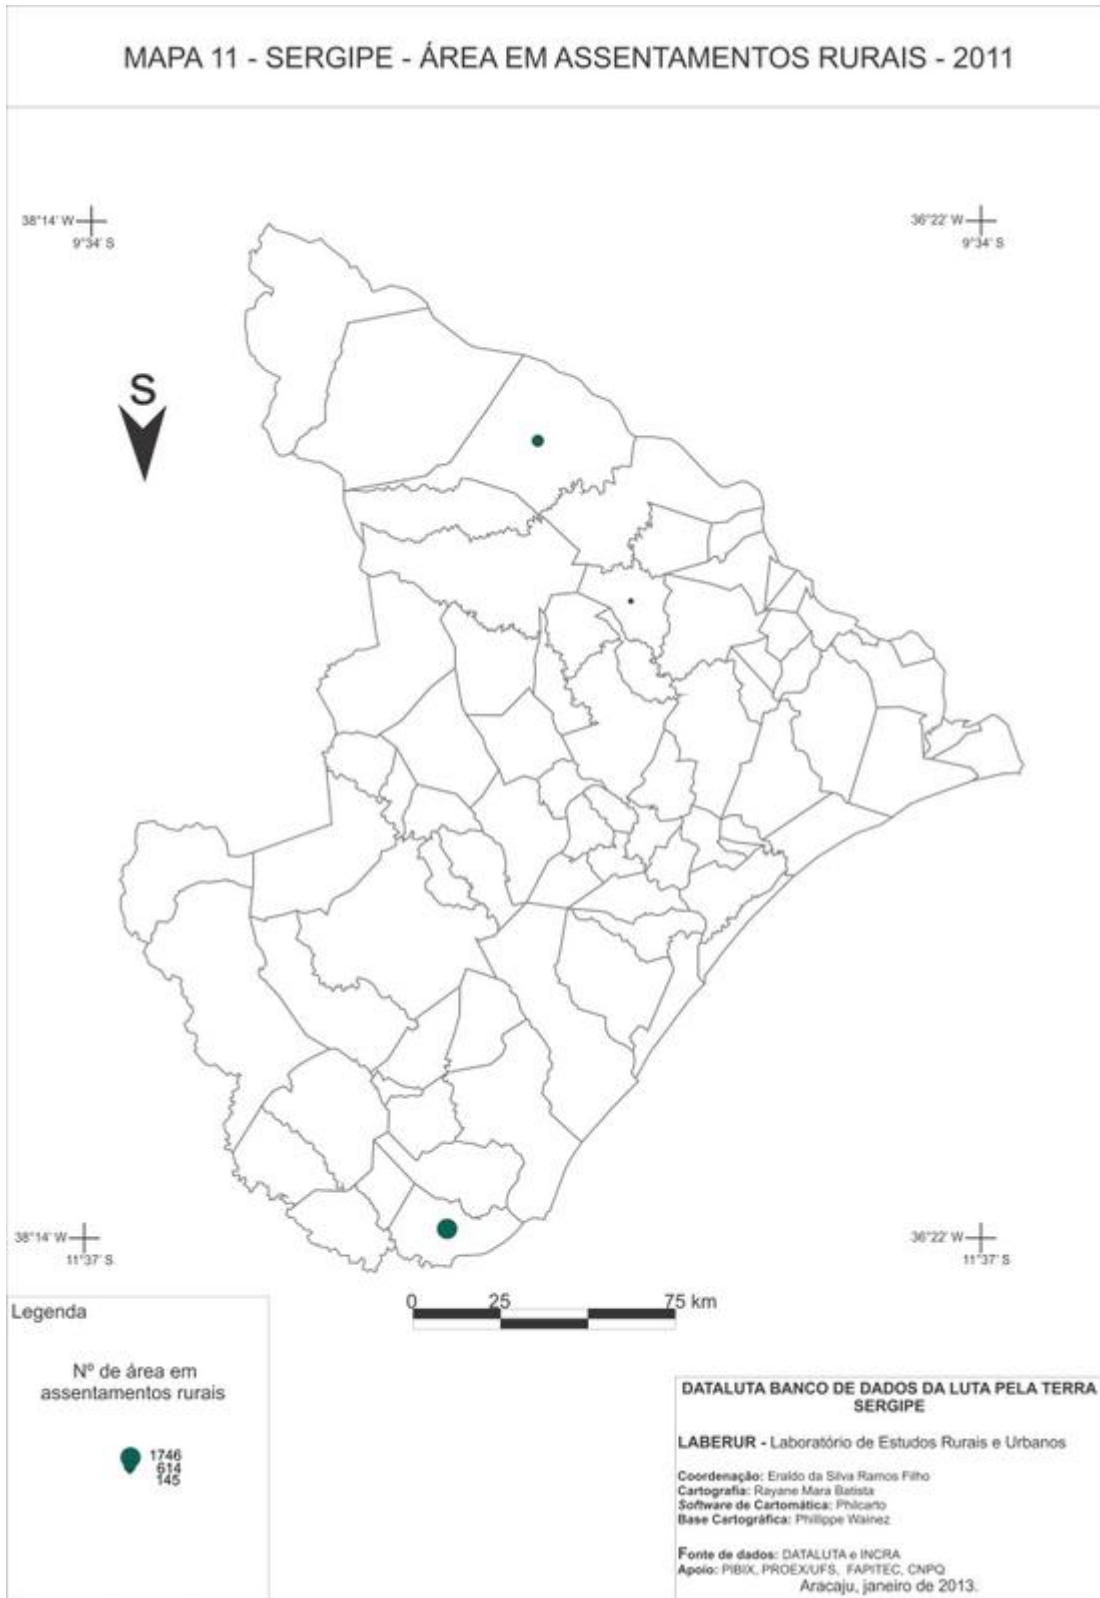 MAPA 11 - SERGIPE - ÁREA EM ASSENTAMENTOS RURAIS - 2011
38°14' W
9°34' S
36°22' W
9°34' S
S
38°14' W
11°37' S
36°22' W
11°37' S
0 25 75 km
Legenda
Nº de área em
assentamentos rurais
1746
614
145
DATALUTA BANCO DE DADOS DA LUTA PELA TERRA
SERGIPE
LABERUR - Laboratório de Estudos Rurais e Urbanos
Coordenação: Eraldo da Silva Ramos Filho
Cartografia: Rayane Mara Batista
Software de Cartomática: Philcarto
Base Cartográfica: Phillippe Wainez
Fonte de dados: DATALUTA e INCRA
Apoio: PIBIX, PROEX/UFS, FAPITEC, CNPQ
Aracaju, janeiro de 2013.